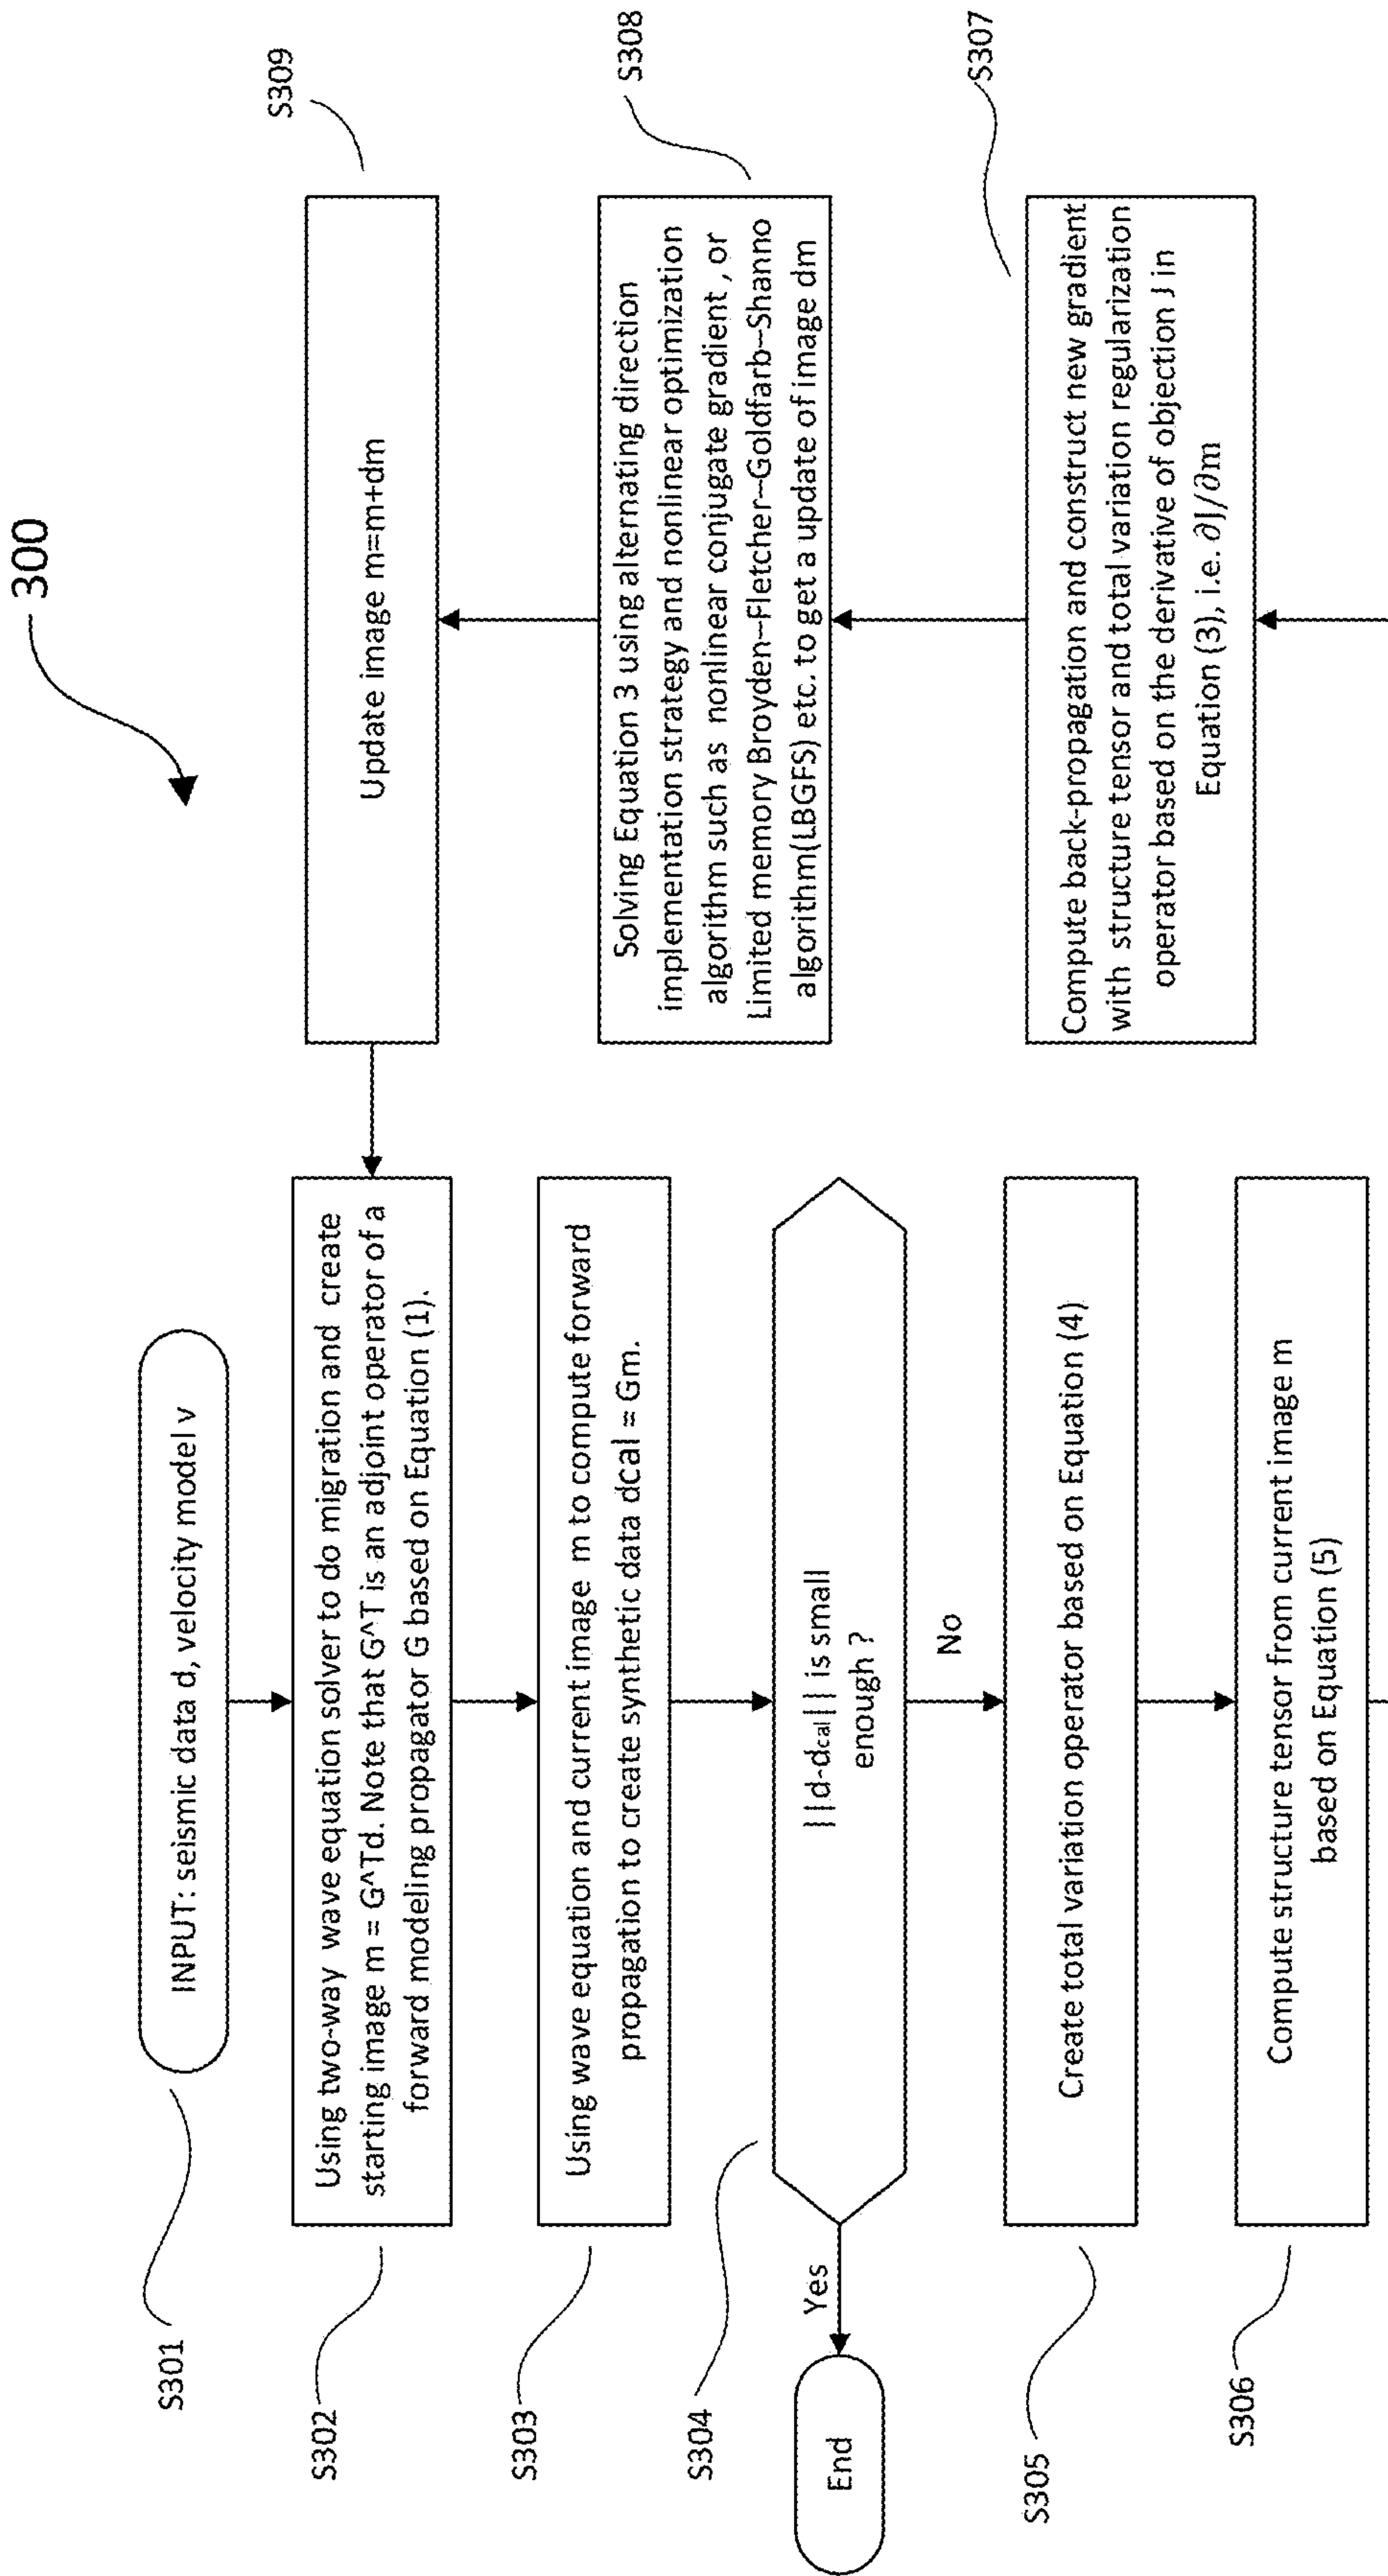 300
S301
INPUT: seismic data d, velocity model v
S302
Using two-way wave equation solver to do migration and create
starting image m = G^Td. Note that G^T is an adjoint operator of a
forward modeling propagator G based on Equation (1).
S303
Using wave equation and current image m to compute forward
propagation to create synthetic data dcal = Gm.
S304
||d-dcal|| is small
enough ?
Yes
End
No
S305
Create total variation operator based on Equation (4)
S306
Compute structure tensor from current image m
based on Equation (5)
S307
Compute back-propagation and construct new gradient
with structure tensor and total variation regularization
operator based on the derivative of objection J in
Equation (3), i.e. ∂J/∂m
S308
Solving Equation 3 using alternating direction
implementation strategy and nonlinear optimization
algorithm such as nonlinear conjugate gradient , or
Limited memory Broyden–Fletcher–Goldfarb–Shanno
algorithm(LBGFS) etc. to get a update of image dm
S309
Update image m=m+dm